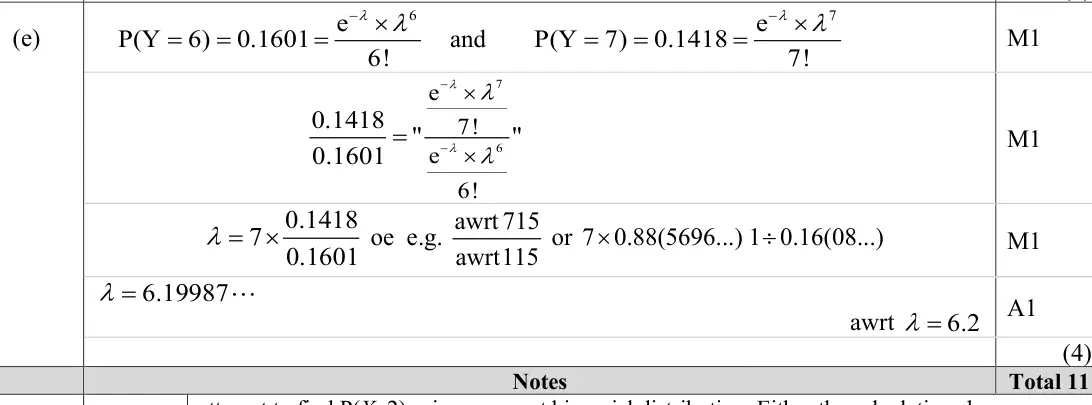 (e) P(Y = 6) = 0.1601 = (e^{−λ} × λ^6)/6! and P(Y = 7) = 0.1418 = (e^{−λ} × λ^7)/7! M1
0.1418/0.1601 = "((e^{−λ} × λ^7)/7!)/((e^{−λ} × λ^6)/6!)" M1
λ = 7 × 0.1418/0.1601 oe e.g. awrt 715/awrt115 or 7×0.88(5696...) 1÷0.16(08...) M1
λ = 6.19987⋯
awrt λ = 6.2 A1
(4)
Notes Total 11